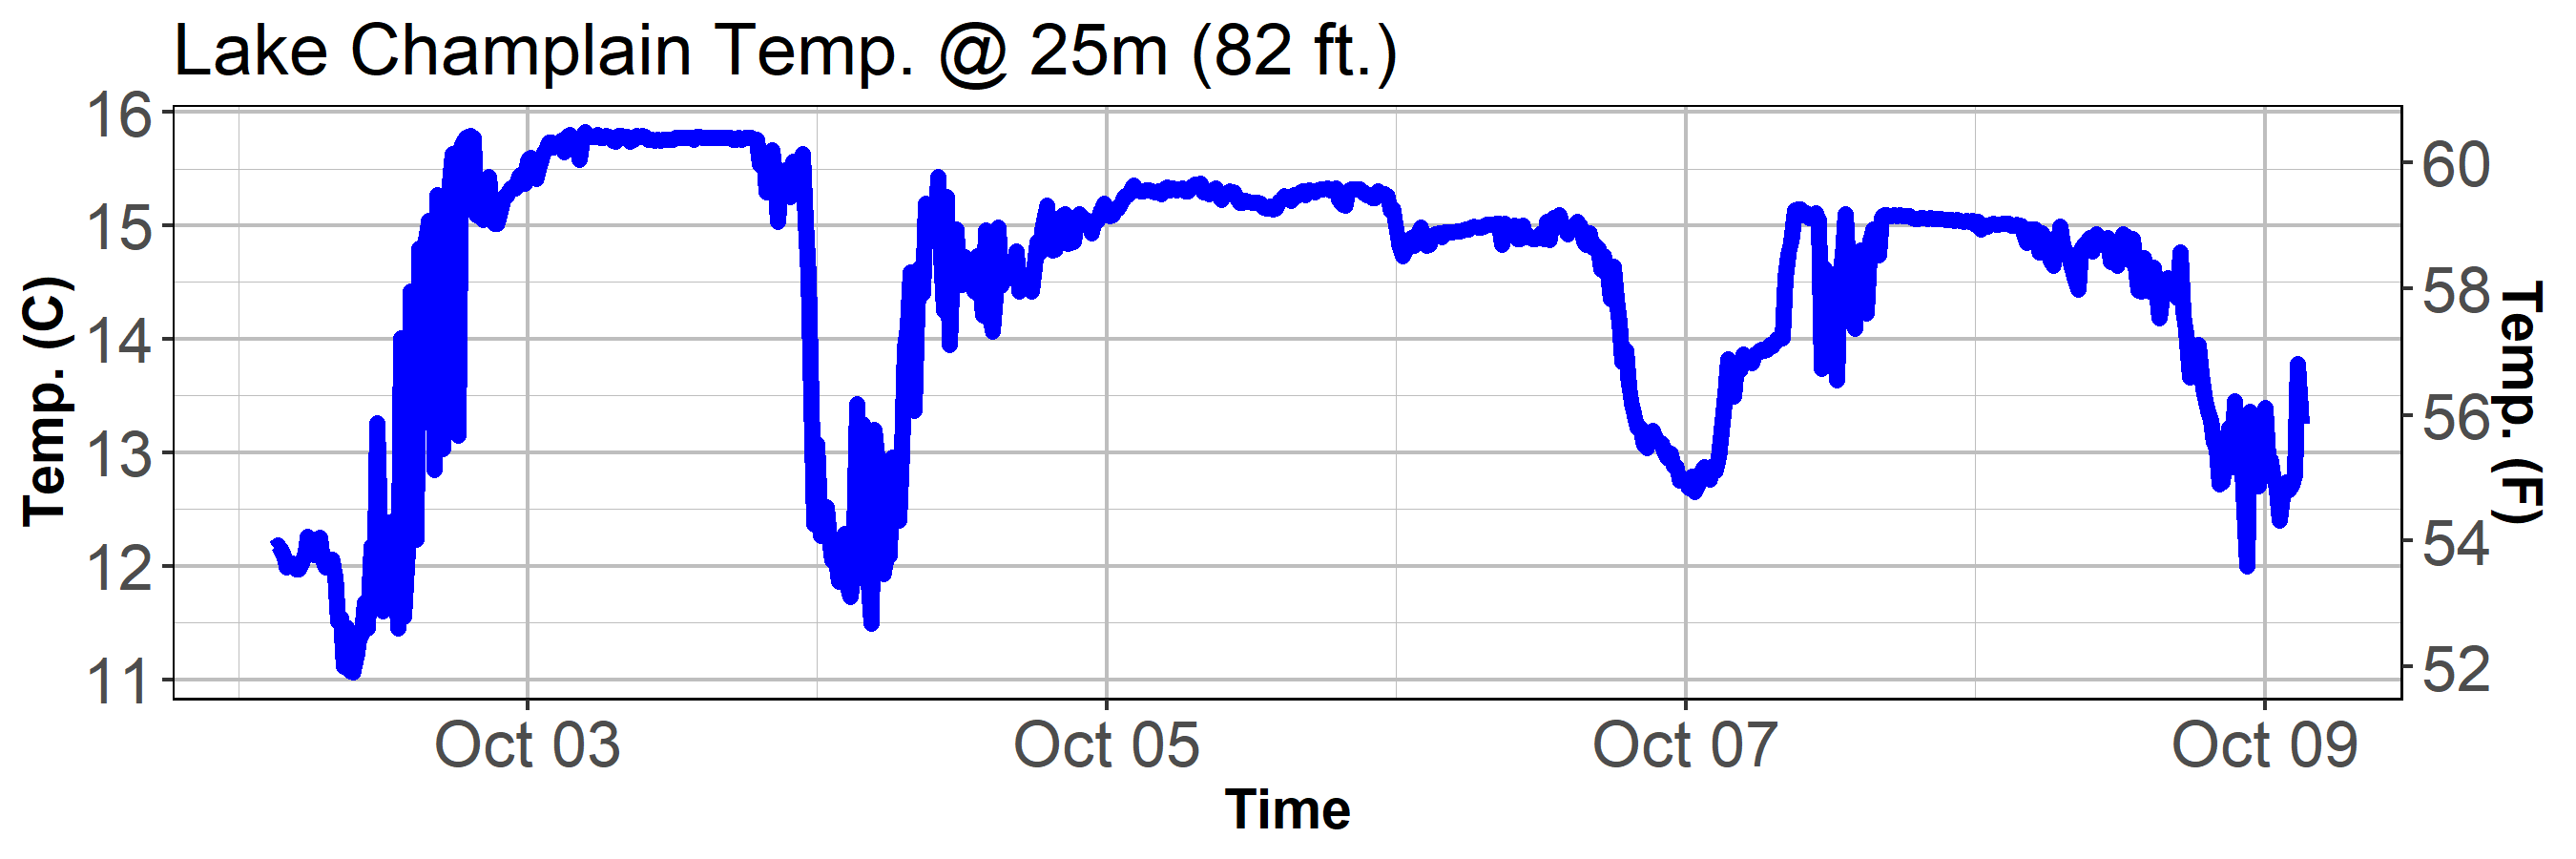 Lake Champlain Temp. @ 25m (82 ft.)
16
15
14
13
12
11
Temp. (C)
60
58
56
54
52
Temp. (F)
Oct 03 Oct 05 Oct 07 Oct 09
Time